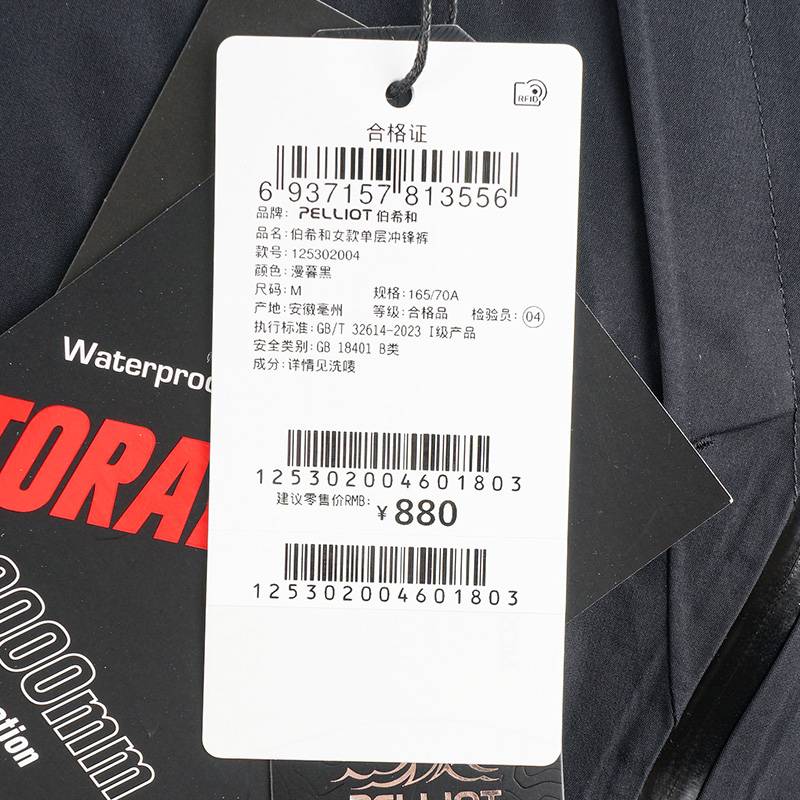 RFID
合格证
6 937157 813556
品牌: PELLIOT 伯希和
品名: 伯希和女款单层冲锋裤
款号: 125302004
颜色: 漫暮黑
尺码: M 规格: 165/70A
产地: 安徽亳州 等级: 合格品 检验员: 04
执行标准: GB/T 32614-2023 I级产品
安全类别: GB 18401 B类
成分: 详情见洗唛
125302004601803
建议零售价RMB: ¥880
125302004601803
Waterproo
TORA
0000mm
PELLIOT